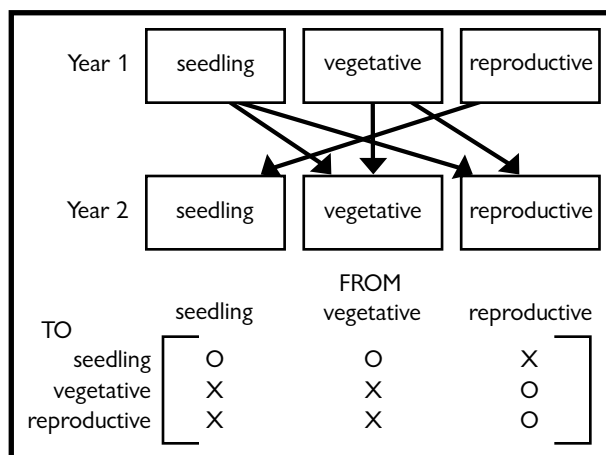 Year 1 seedling vegetative reproductive
Year 2 seedling vegetative reproductive
FROM
seedling vegetative reproductive
TO
seedling O O X
vegetative X X O
reproductive X X O